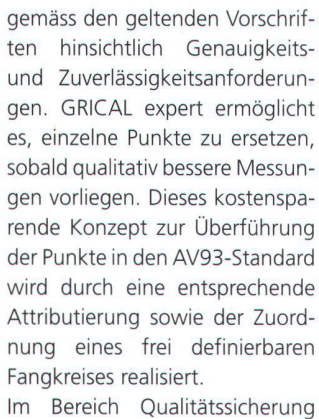 gemäss den geltenden Vorschrif-
ten hinsichtlich Genauigkeits-
und Zuverlässigkeitsanforderun-
gen. GRICAL expert ermöglicht
es, einzelne Punkte zu ersetzen,
sobald qualitativ bessere Messun-
gen vorliegen. Dieses kostenspa-
rende Konzept zur Überführung
der Punkte in den AV93-Standard
wird durch eine entsprechende
Attributierung sowie der Zuord-
nung eines frei definierbaren
Fangkreises realisiert.
Im Bereich Qualitätssicherung